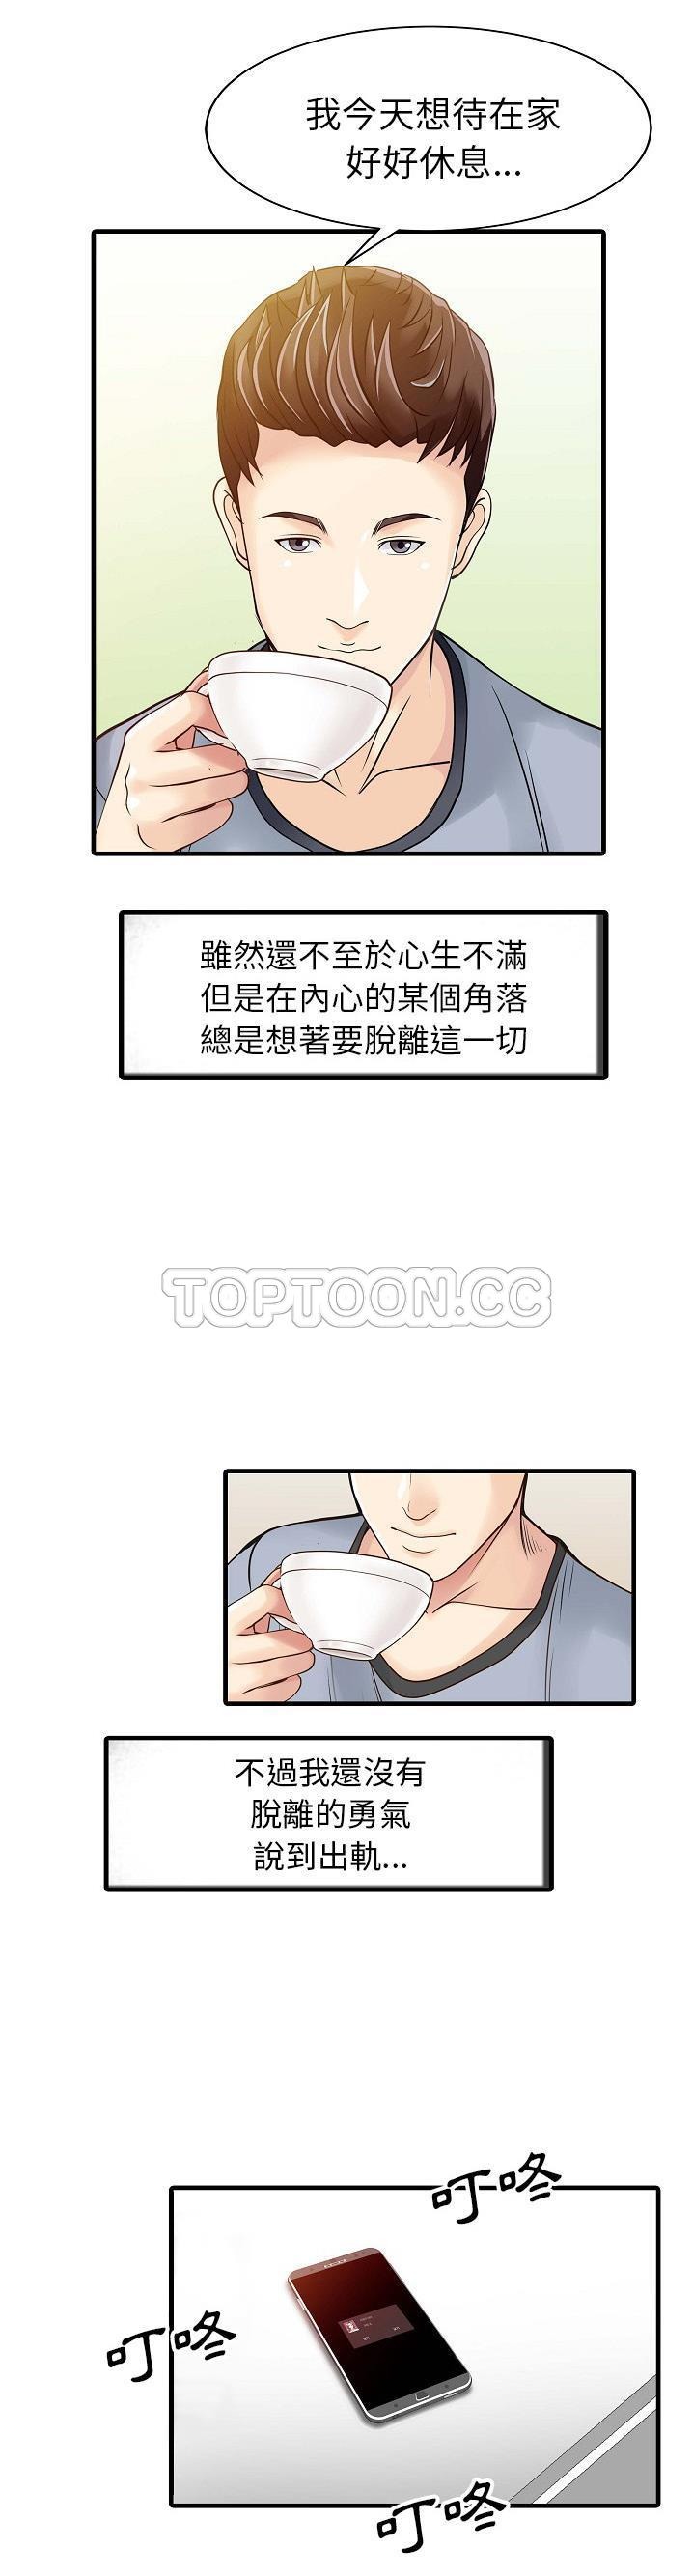 我今天想待在家
好好休息...
雖然還不至於心生不滿
但是在內心的某個角落
總是想著要脫離這一切
TOPTOON.CC
不過我還沒有
脫離的勇氣
說到出軌...
叮咚
叮咚
叮咚